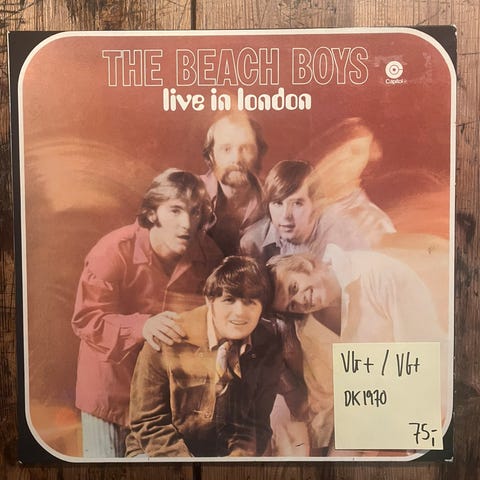 THE BEACH BOYS
live in london
Capitol
VG+ / VG+
DK 1970
75,-